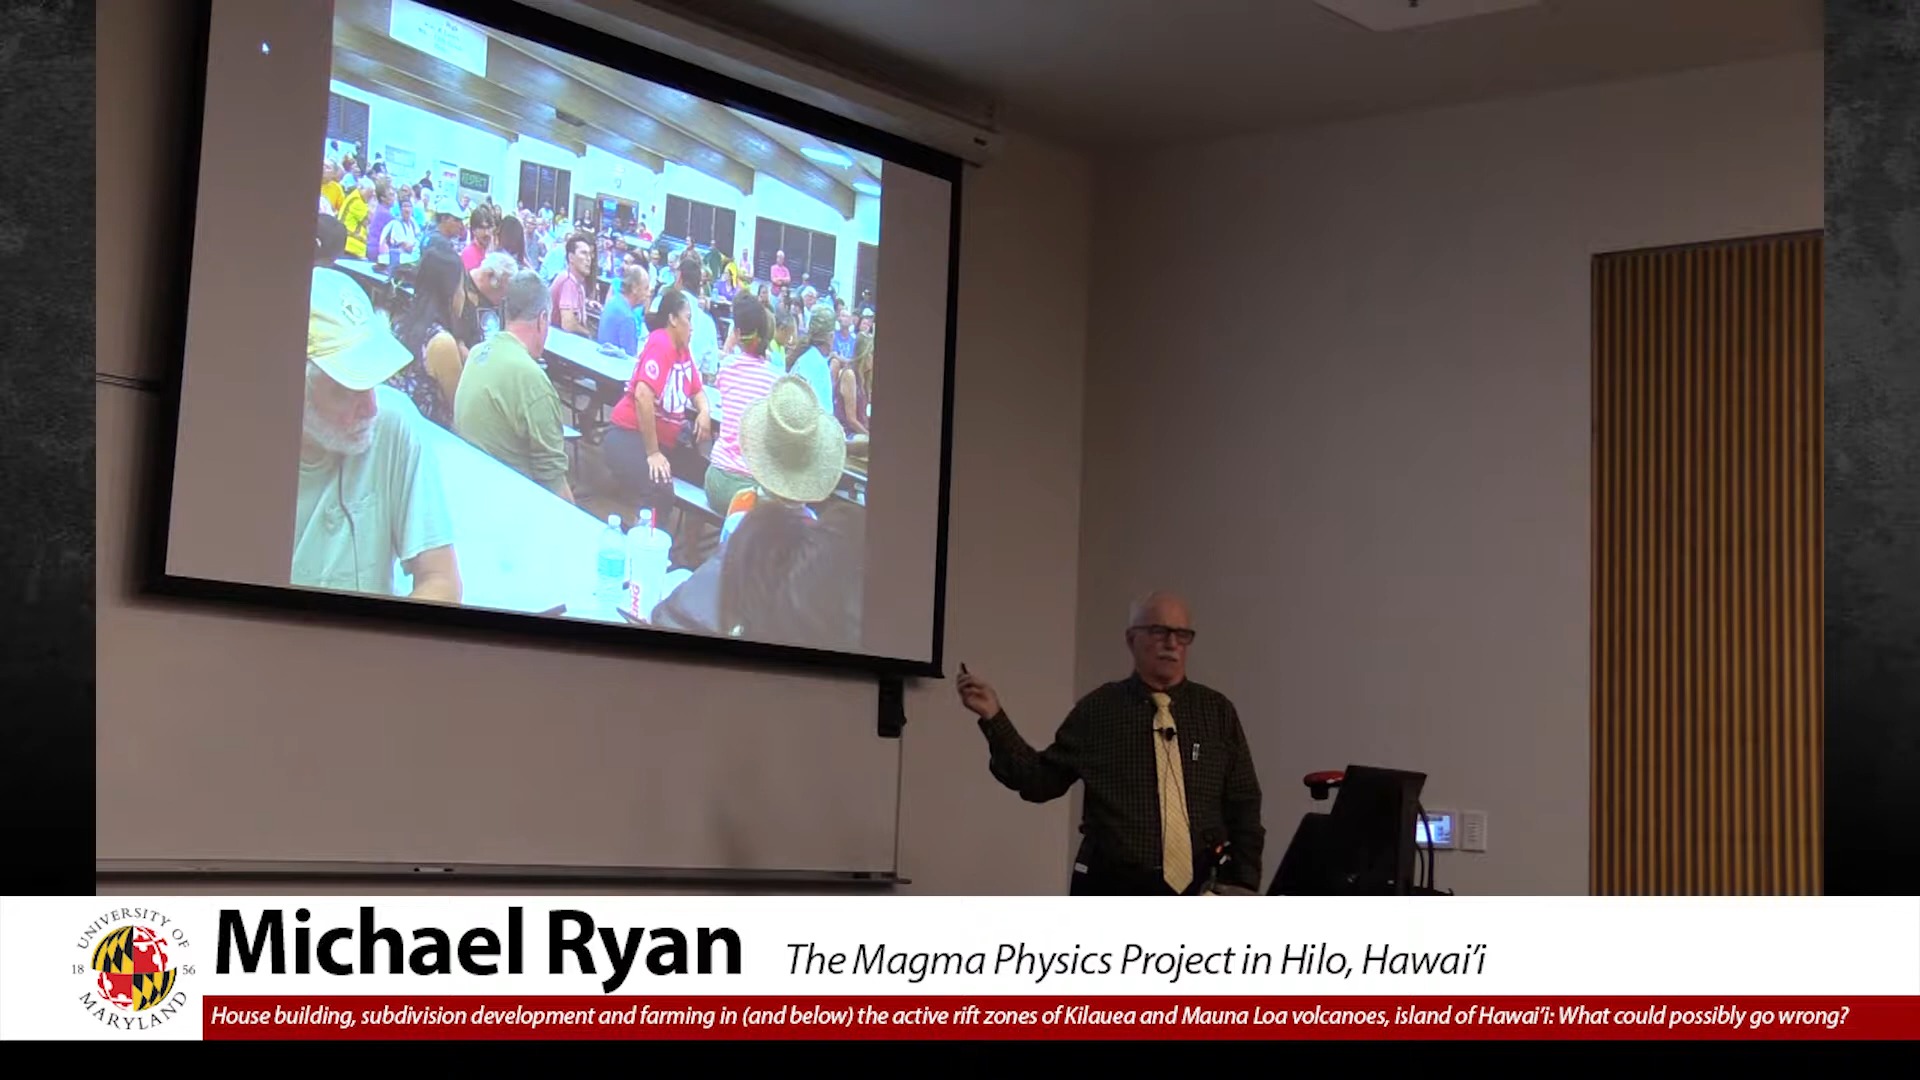 RESPECT
UNIVERSITY OF
18 56
MARYLAND
Michael Ryan
The Magma Physics Project in Hilo, Hawai‘i
House building, subdivision development and farming in (and below) the active rift zones of Kilauea and Mauna Loa volcanoes, island of Hawai‘i: What could possibly go wrong?